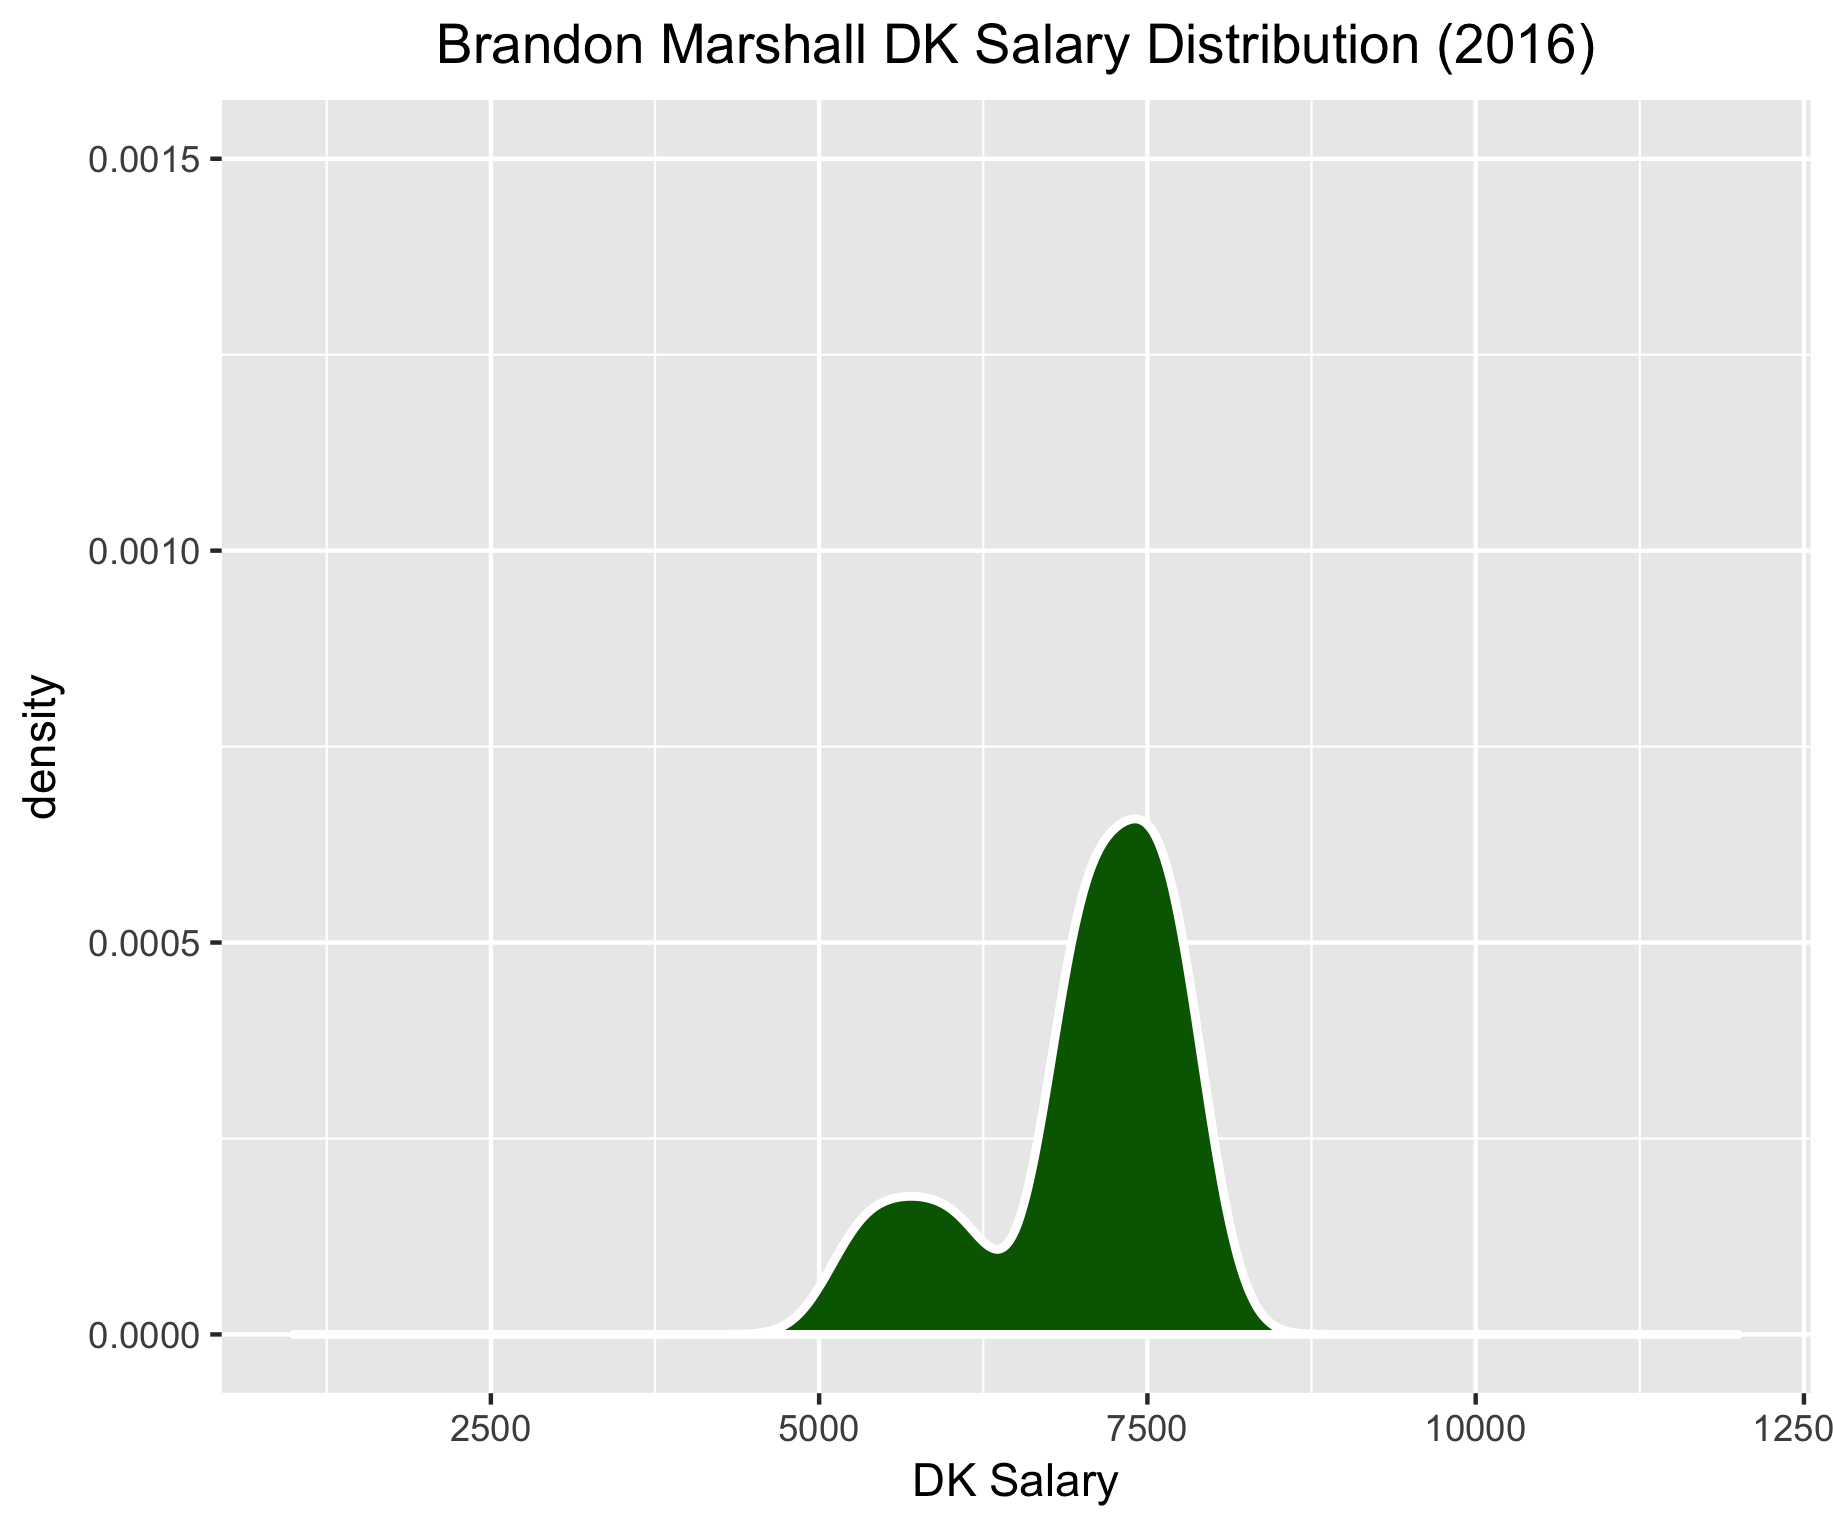 Brandon Marshall DK Salary Distribution (2016)
0.0015
0.0010
0.0005
0.0000
density
2500 5000 7500 10000 1250
DK Salary